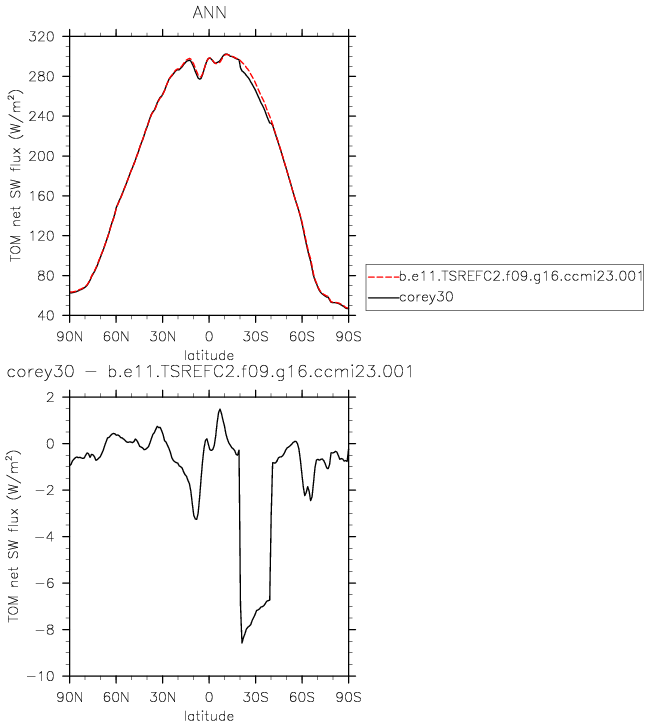 ANN
320
280
240
200
160
120
80
40
TOM net SW flux (W/m²)
90N 60N 30N 0 30S 60S 90S
latitude
b.e11.TSREFC2.f09.g16.ccmi23.001
corey30
corey30 – b.e11.TSREFC2.f09.g16.ccmi23.001
2
0
−2
−4
−6
−8
−10
TOM net SW flux (W/m²)
90N 60N 30N 0 30S 60S 90S
latitude